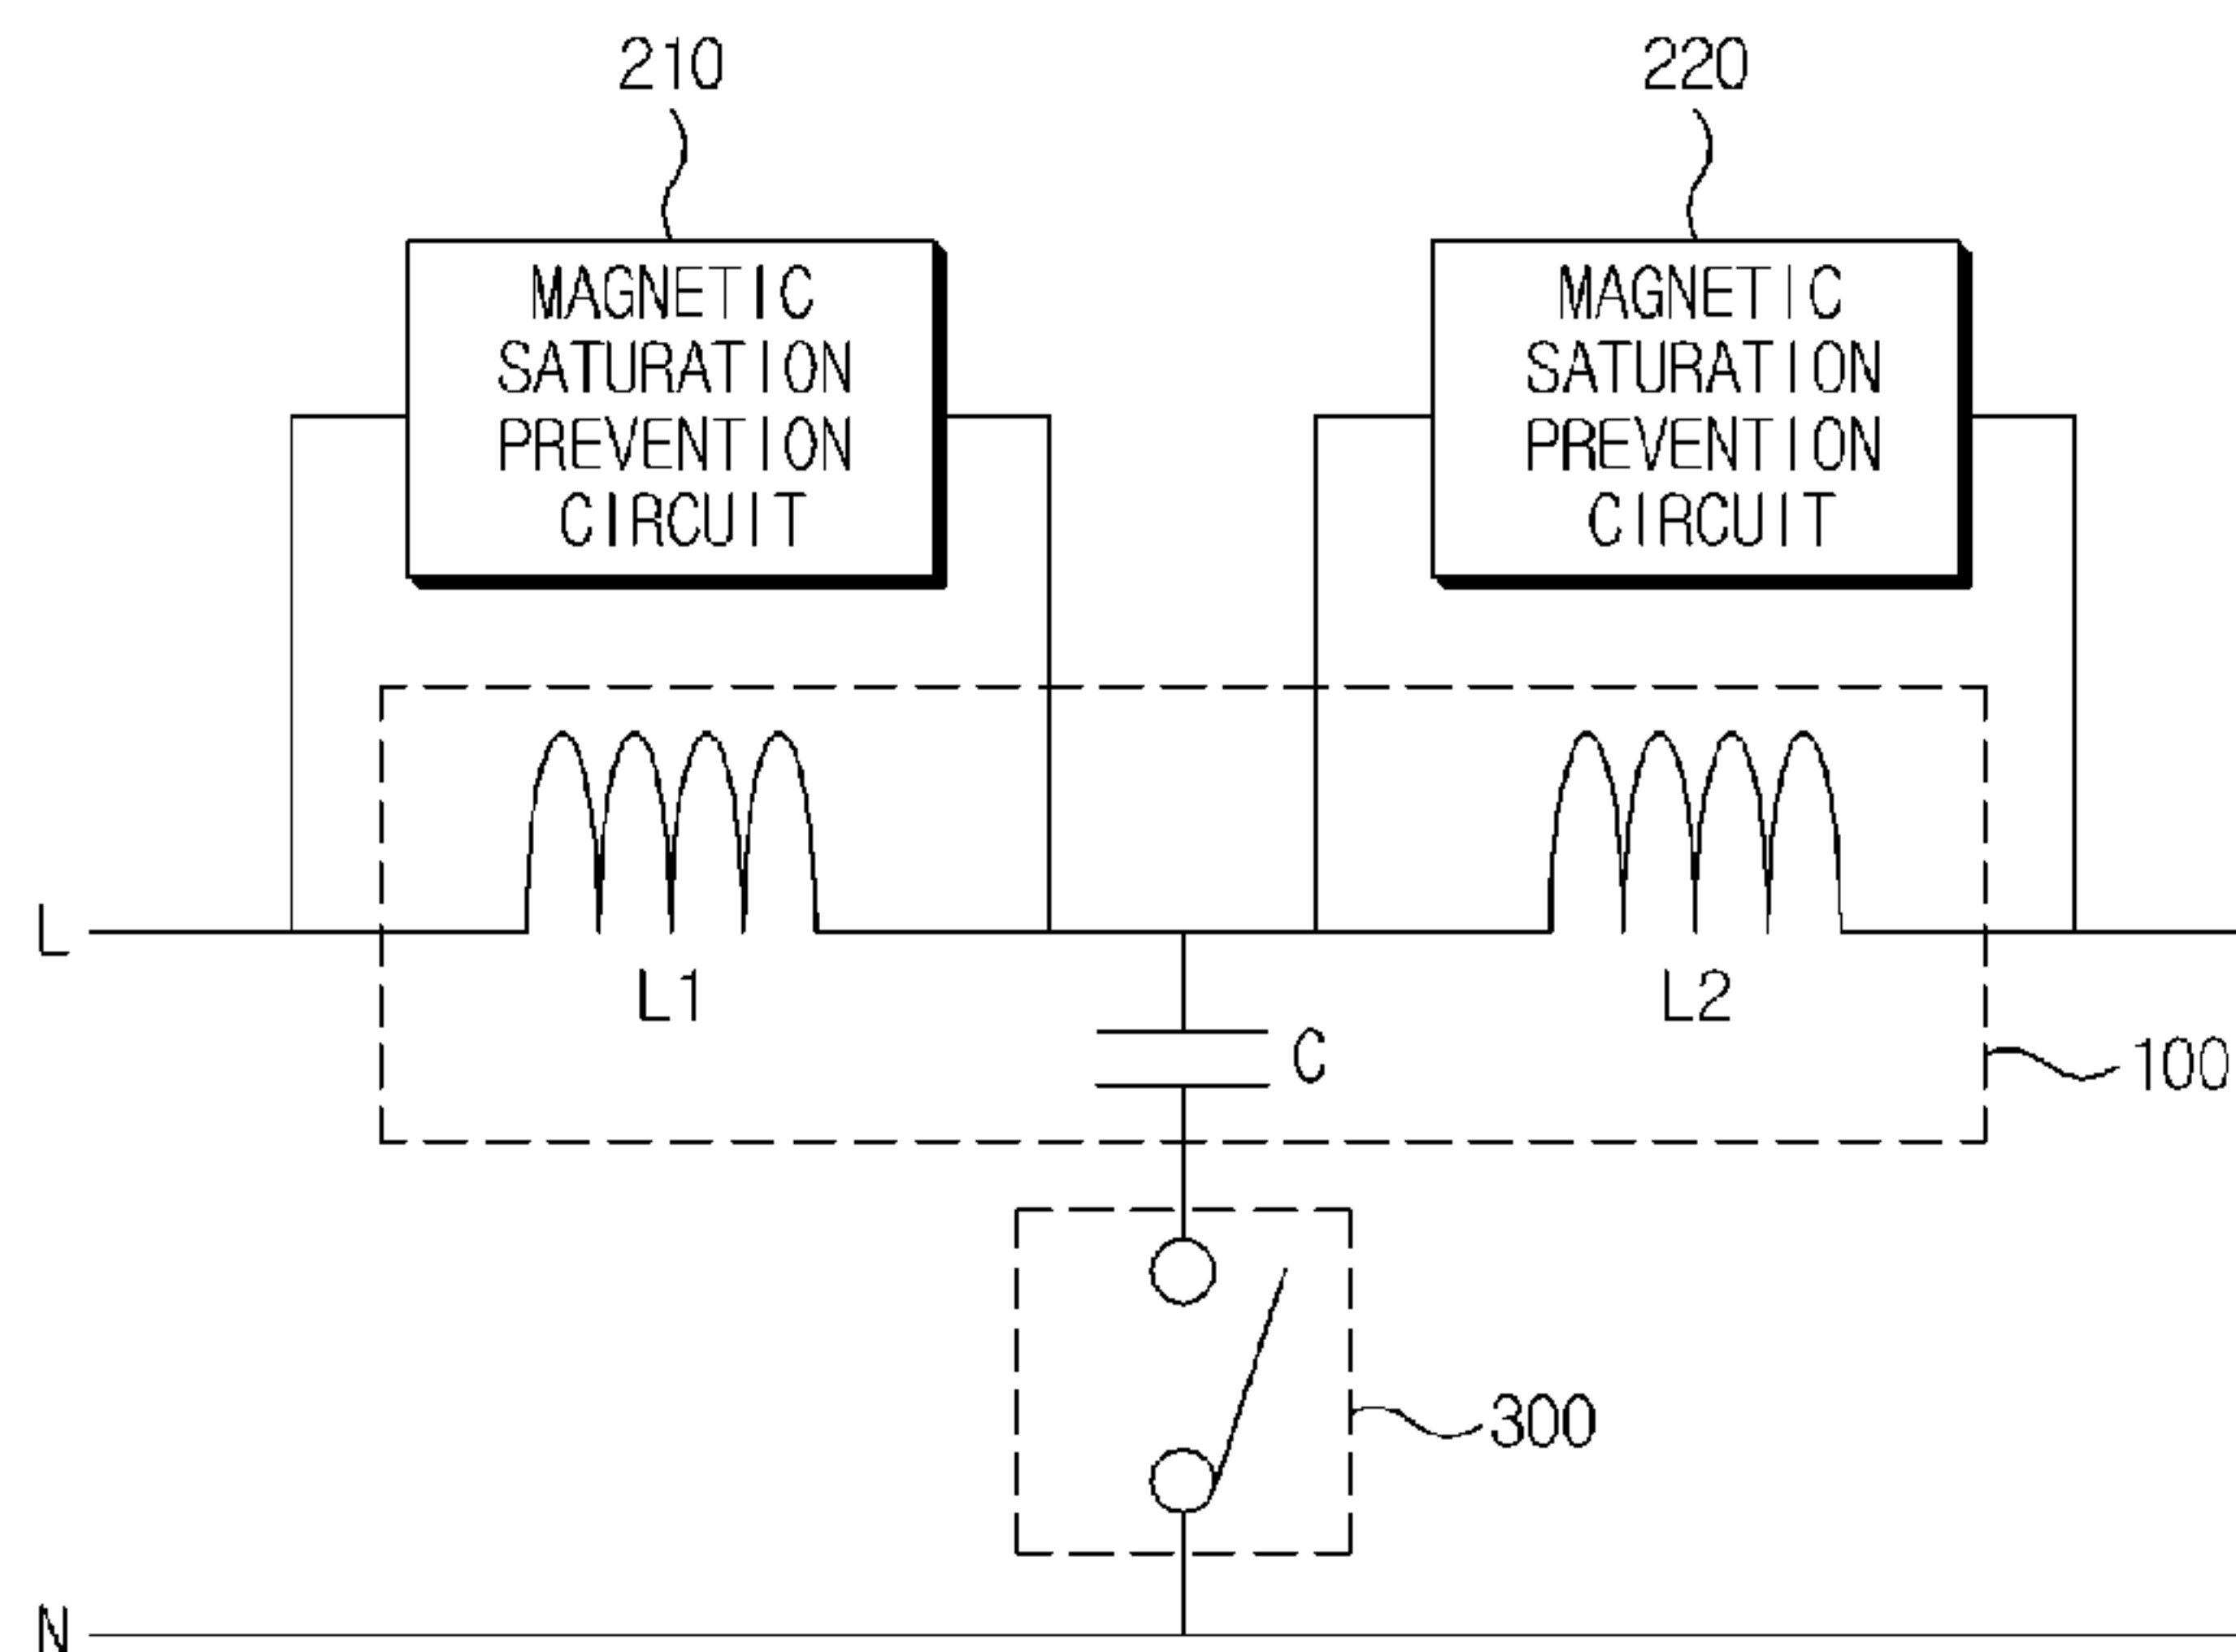 210
220
MAGNETIC
SATURATION
PREVENTION
CIRCUIT
MAGNETIC
SATURATION
PREVENTION
CIRCUIT
L
L1
L2
C
100
300
N